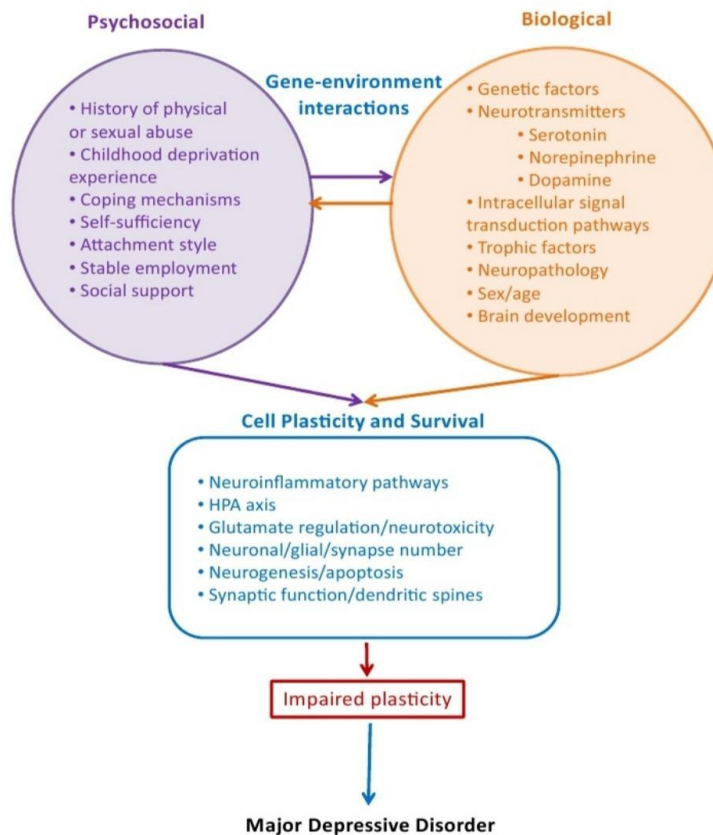 Psychosocial
Biological
Gene-environment
interactions
• History of physical
or sexual abuse
• Childhood deprivation
experience
• Coping mechanisms
• Self-sufficiency
• Attachment style
• Stable employment
• Social support
• Genetic factors
• Neurotransmitters
• Serotonin
• Norepinephrine
• Dopamine
• Intracellular signal
transduction pathways
• Trophic factors
• Neuropathology
• Sex/age
• Brain development
Cell Plasticity and Survival
• Neuroinflammatory pathways
• HPA axis
• Glutamate regulation/neurotoxicity
• Neuronal/glial/synapse number
• Neurogenesis/apoptosis
• Synaptic function/dendritic spines
Impaired plasticity
Major Depressive Disorder